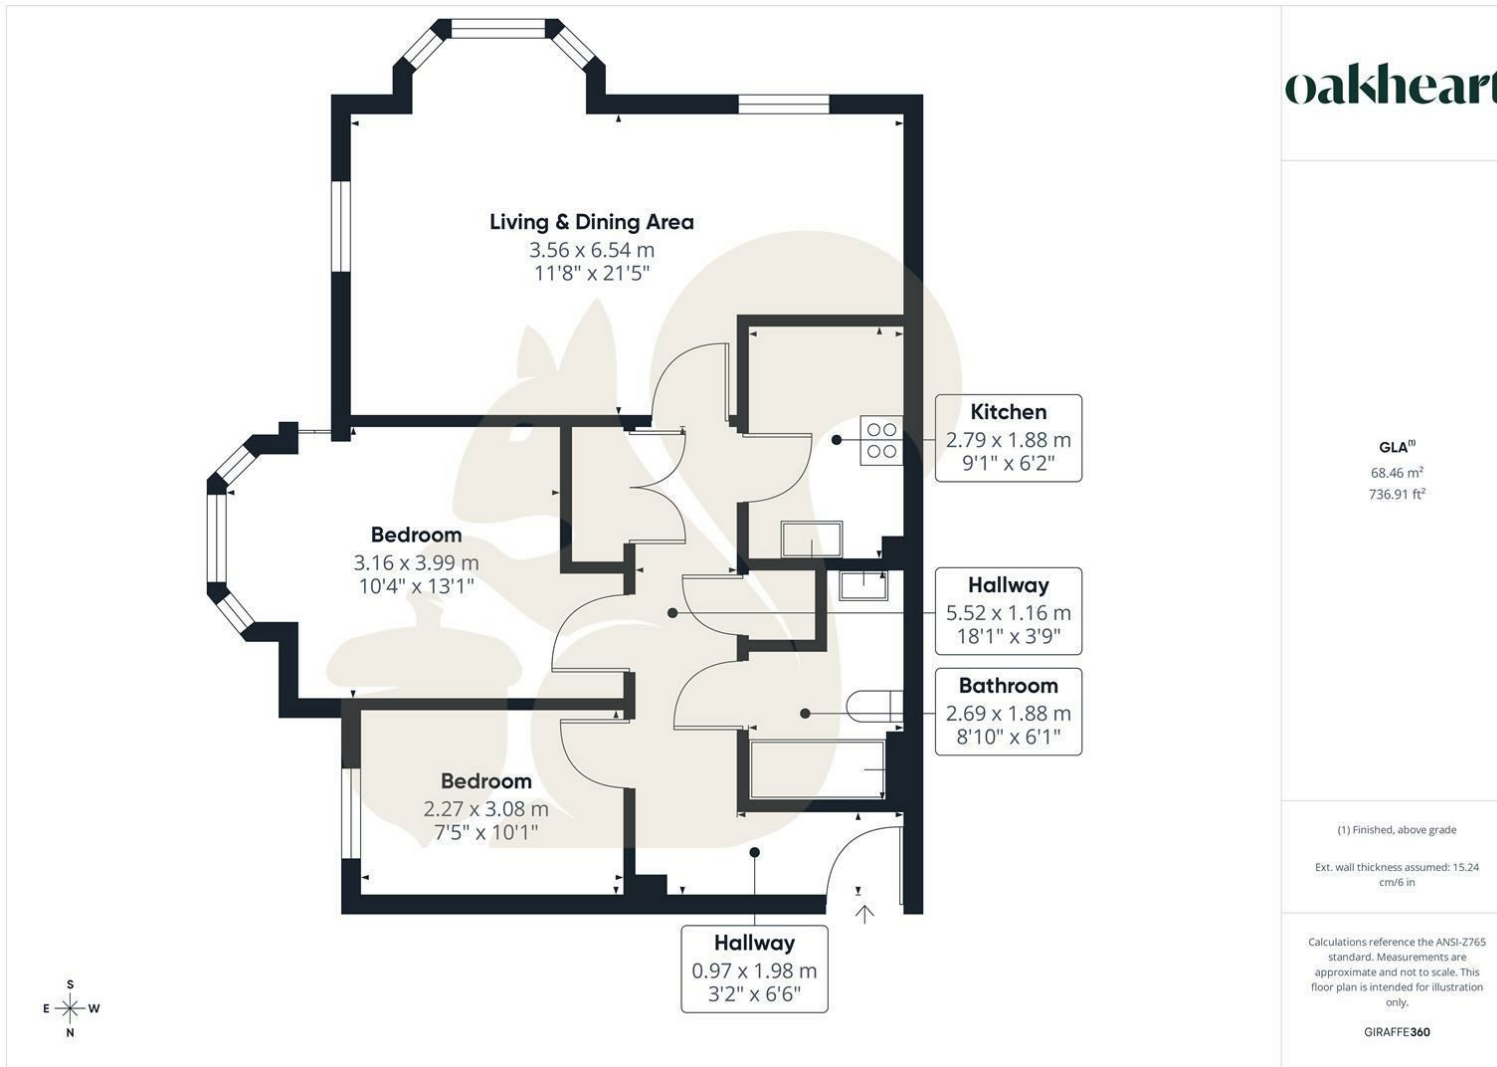 oakheart
Living & Dining Area
3.56 x 6.54 m
11'8" x 21'5"
Kitchen
2.79 x 1.88 m
9'1" x 6'2"
GLA(1)
68.46 m²
736.91 ft²
Bedroom
3.16 x 3.99 m
10'4" x 13'1"
Hallway
5.52 x 1.16 m
18'1" x 3'9"
Bathroom
2.69 x 1.88 m
8'10" x 6'1"
Bedroom
2.27 x 3.08 m
7'5" x 10'1"
Hallway
0.97 x 1.98 m
3'2" x 6'6"
(1) Finished, above grade
Ext. wall thickness assumed: 15.24
cm/6 in
Calculations reference the ANSI-Z765
standard. Measurements are
approximate and not to scale. This
floor plan is intended for illustration
only.
GIRAFFE360
S
E W
N